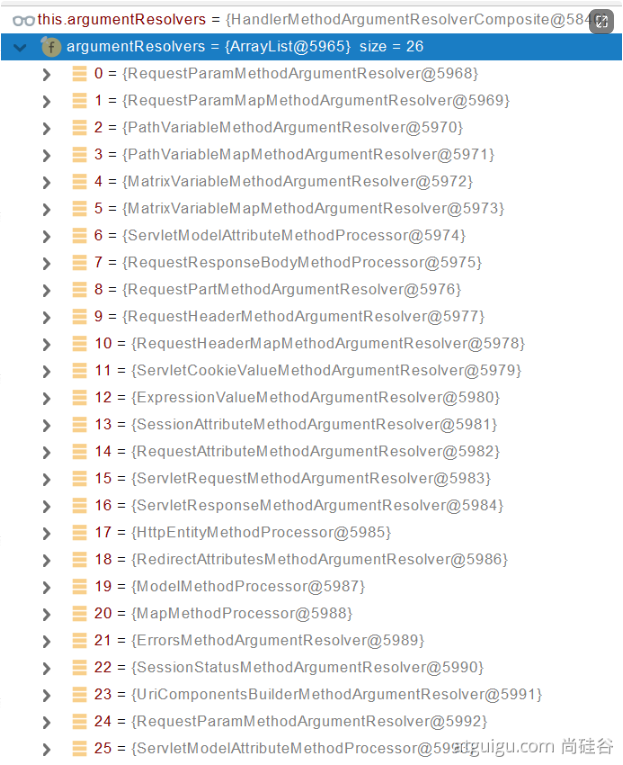 this.argumentResolvers = {HandlerMethodArgumentResolverComposite@584
f argumentResolvers = {ArrayList@5965} size = 26
0 = {RequestParamMethodArgumentResolver@5968}
1 = {RequestParamMapMethodArgumentResolver@5969}
2 = {PathVariableMethodArgumentResolver@5970}
3 = {PathVariableMapMethodArgumentResolver@5971}
4 = {MatrixVariableMethodArgumentResolver@5972}
5 = {MatrixVariableMapMethodArgumentResolver@5973}
6 = {ServletModelAttributeMethodProcessor@5974}
7 = {RequestResponseBodyMethodProcessor@5975}
8 = {RequestPartMethodArgumentResolver@5976}
9 = {RequestHeaderMethodArgumentResolver@5977}
10 = {RequestHeaderMapMethodArgumentResolver@5978}
11 = {ServletCookieValueMethodArgumentResolver@5979}
12 = {ExpressionValueMethodArgumentResolver@5980}
13 = {SessionAttributeMethodArgumentResolver@5981}
14 = {RequestAttributeMethodArgumentResolver@5982}
15 = {ServletRequestMethodArgumentResolver@5983}
16 = {ServletResponseMethodArgumentResolver@5984}
17 = {HttpEntityMethodProcessor@5985}
18 = {RedirectAttributesMethodArgumentResolver@5986}
19 = {ModelMethodProcessor@5987}
20 = {MapMethodProcessor@5988}
21 = {ErrorsMethodArgumentResolver@5989}
22 = {SessionStatusMethodArgumentResolver@5990}
23 = {UriComponentsBuilderMethodArgumentResolver@5991}
24 = {RequestParamMethodArgumentResolver@5992}
25 = {ServletModelAttributeMethodProcessor@5993}
atguigu.com 尚硅谷